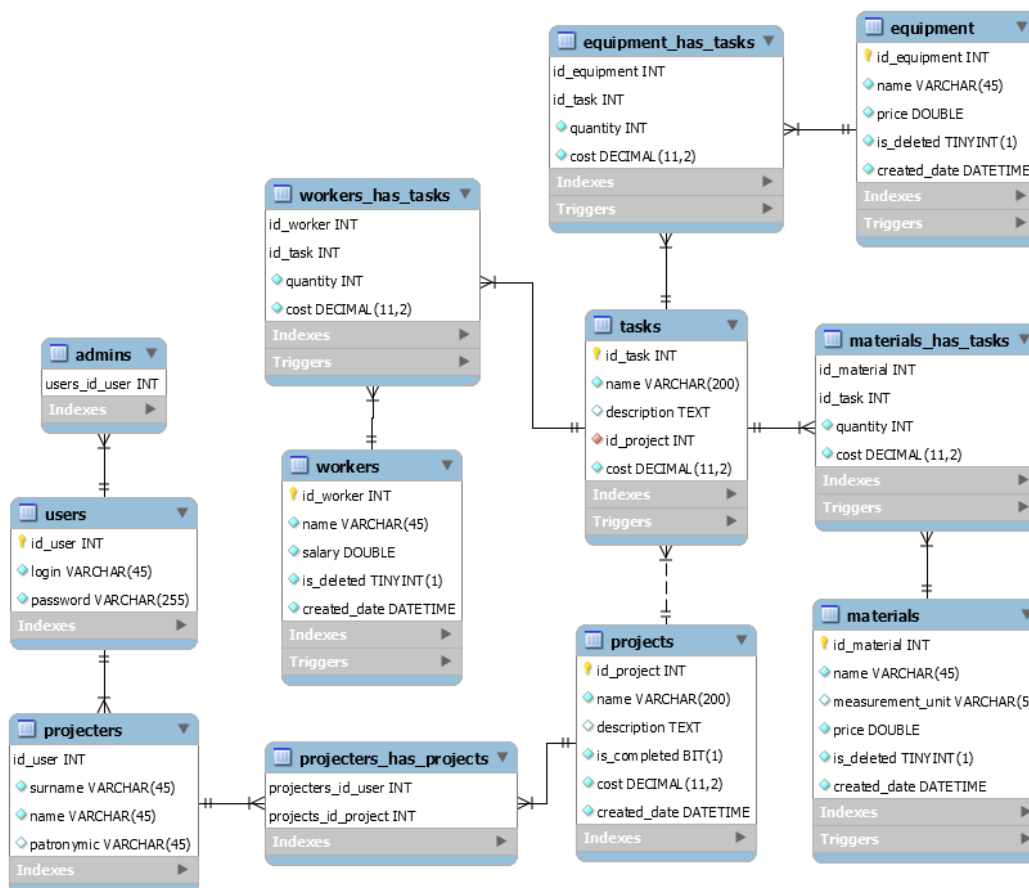 equipment_has_tasks
id_equipment INT
id_task INT
quantity INT
cost DECIMAL(11,2)
Indexes
Triggers
equipment
id_equipment INT
name VARCHAR(45)
price DOUBLE
is_deleted TINYINT(1)
created_date DATETIME
Indexes
Triggers
workers_has_tasks
id_worker INT
id_task INT
quantity INT
cost DECIMAL(11,2)
Indexes
Triggers
tasks
id_task INT
name VARCHAR(200)
description TEXT
id_project INT
cost DECIMAL(11,2)
Indexes
Triggers
materials_has_tasks
id_material INT
id_task INT
quantity INT
cost DECIMAL(11,2)
Indexes
Triggers
admins
users_id_user INT
Indexes
workers
id_worker INT
name VARCHAR(45)
salary DOUBLE
is_deleted TINYINT(1)
created_date DATETIME
Indexes
Triggers
users
id_user INT
login VARCHAR(45)
password VARCHAR(255)
Indexes
materials
id_material INT
name VARCHAR(45)
measurement_unit VARCHAR(5
price DOUBLE
is_deleted TINYINT(1)
created_date DATETIME
Indexes
Triggers
projects
id_project INT
name VARCHAR(200)
description TEXT
is_completed BIT(1)
cost DECIMAL(11,2)
created_date DATETIME
Indexes
projecters
id_user INT
surname VARCHAR(45)
name VARCHAR(45)
patronymic VARCHAR(45)
Indexes
projecters_has_projects
projecters_id_user INT
projects_id_project INT
Indexes